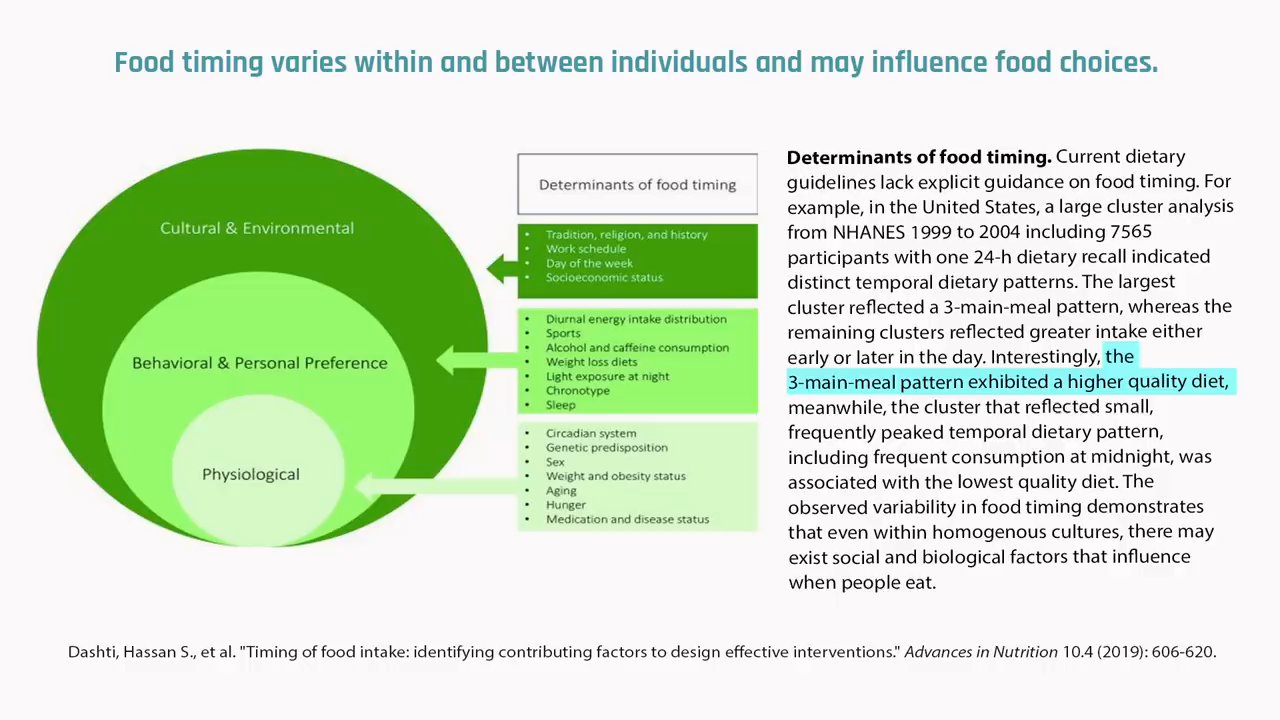 Food timing varies within and between individuals and may influence food choices.
Cultural & Environmental
Behavioral & Personal Preference
Physiological
Determinants of food timing
• Tradition, religion, and history
• Work schedule
• Day of the week
• Socioeconomic status
• Diurnal energy intake distribution
• Sports
• Alcohol and caffeine consumption
• Weight loss diets
• Light exposure at night
• Chronotype
• Sleep
• Circadian system
• Genetic predisposition
• Sex
• Weight and obesity status
• Aging
• Hunger
• Medication and disease status
Determinants of food timing. Current dietary
guidelines lack explicit guidance on food timing. For
example, in the United States, a large cluster analysis
from NHANES 1999 to 2004 including 7565
participants with one 24-h dietary recall indicated
distinct temporal dietary patterns. The largest
cluster reflected a 3-main-meal pattern, whereas the
remaining clusters reflected greater intake either
early or later in the day. Interestingly, the
3-main-meal pattern exhibited a higher quality diet,
meanwhile, the cluster that reflected small,
frequently peaked temporal dietary pattern,
including frequent consumption at midnight, was
associated with the lowest quality diet. The
observed variability in food timing demonstrates
that even within homogenous cultures, there may
exist social and biological factors that influence
when people eat.
Dashti, Hassan S., et al. "Timing of food intake: identifying contributing factors to design effective interventions." Advances in Nutrition 10.4 (2019): 606-620.